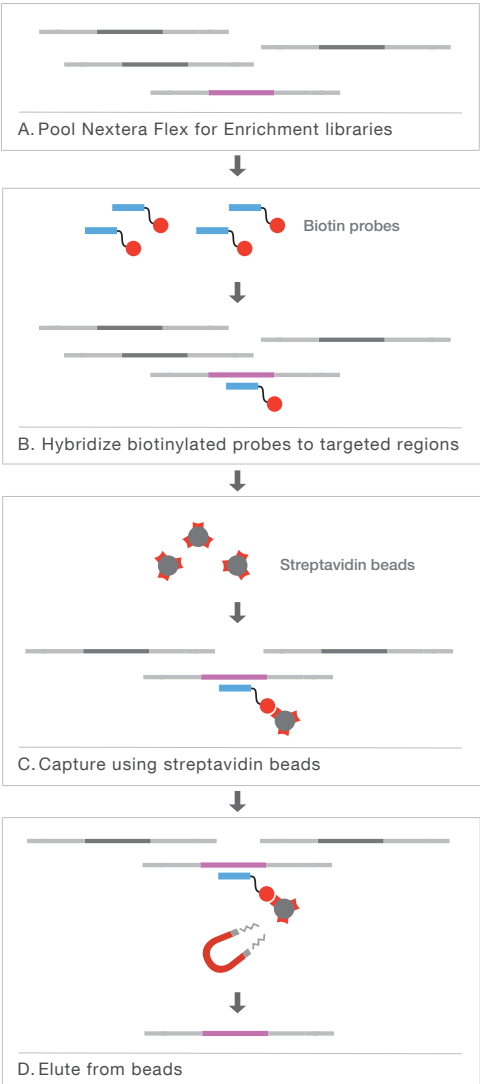 A. Pool Nextera Flex for Enrichment libraries
Biotin probes
B. Hybridize biotinylated probes to targeted regions
Streptavidin beads
C. Capture using streptavidin beads
D. Elute from beads